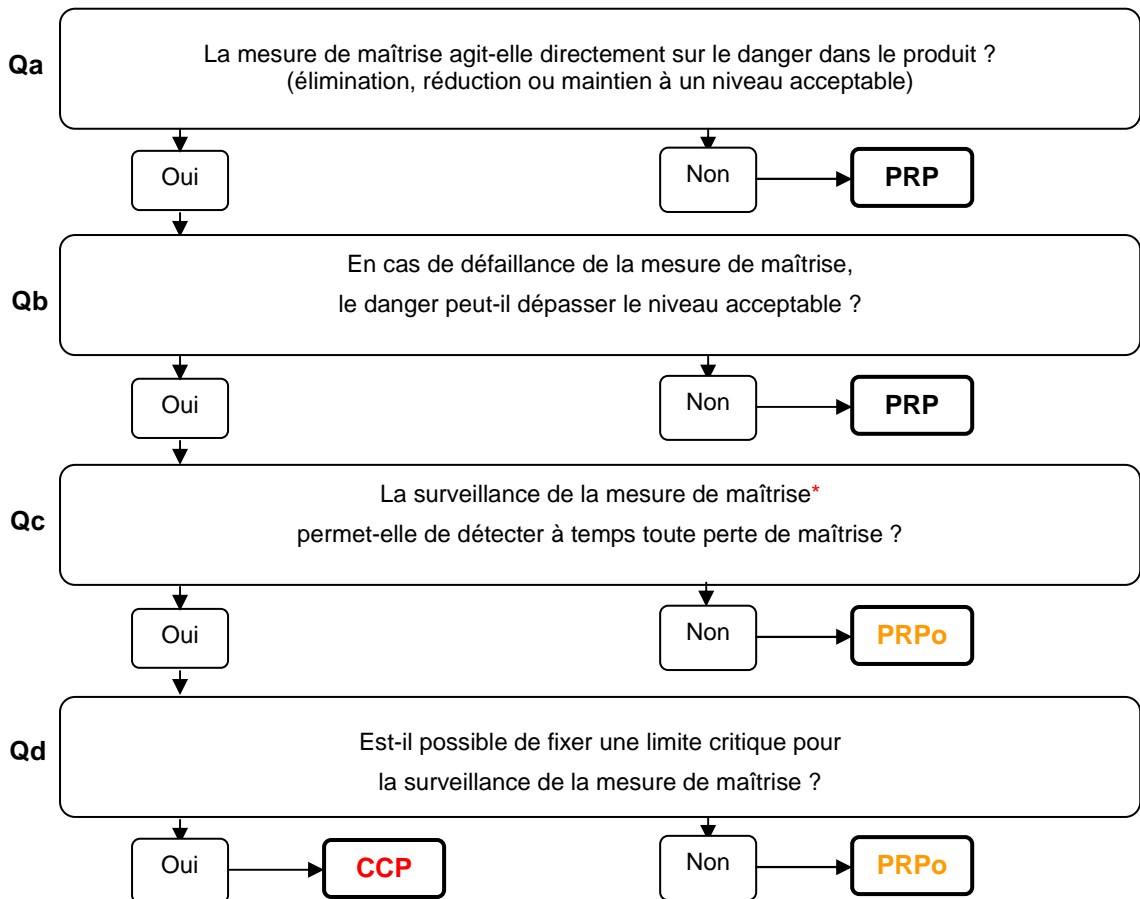 Qa
La mesure de maîtrise agit-elle directement sur le danger dans le produit ?
(élimination, réduction ou maintien à un niveau acceptable)
Oui
Non
PRP
Qb
En cas de défaillance de la mesure de maîtrise,
le danger peut-il dépasser le niveau acceptable ?
Oui
Non
PRP
Qc
La surveillance de la mesure de maîtrise*
permet-elle de détecter à temps toute perte de maîtrise ?
Oui
Non
PRPo
Qd
Est-il possible de fixer une limite critique pour
la surveillance de la mesure de maîtrise ?
Oui
CCP
Non
PRPo